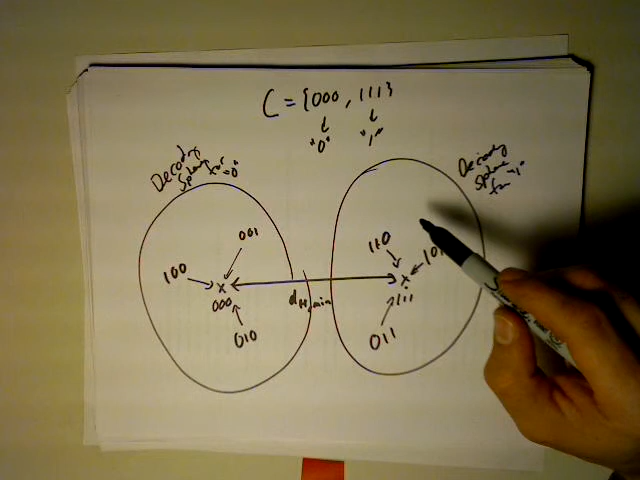 C = {000, 111}
"0" "1"
Decoding
Sphere
for "0"
Decoding
Sphere
for "1"
001
110
101
100
000
d H, min
111
010
011